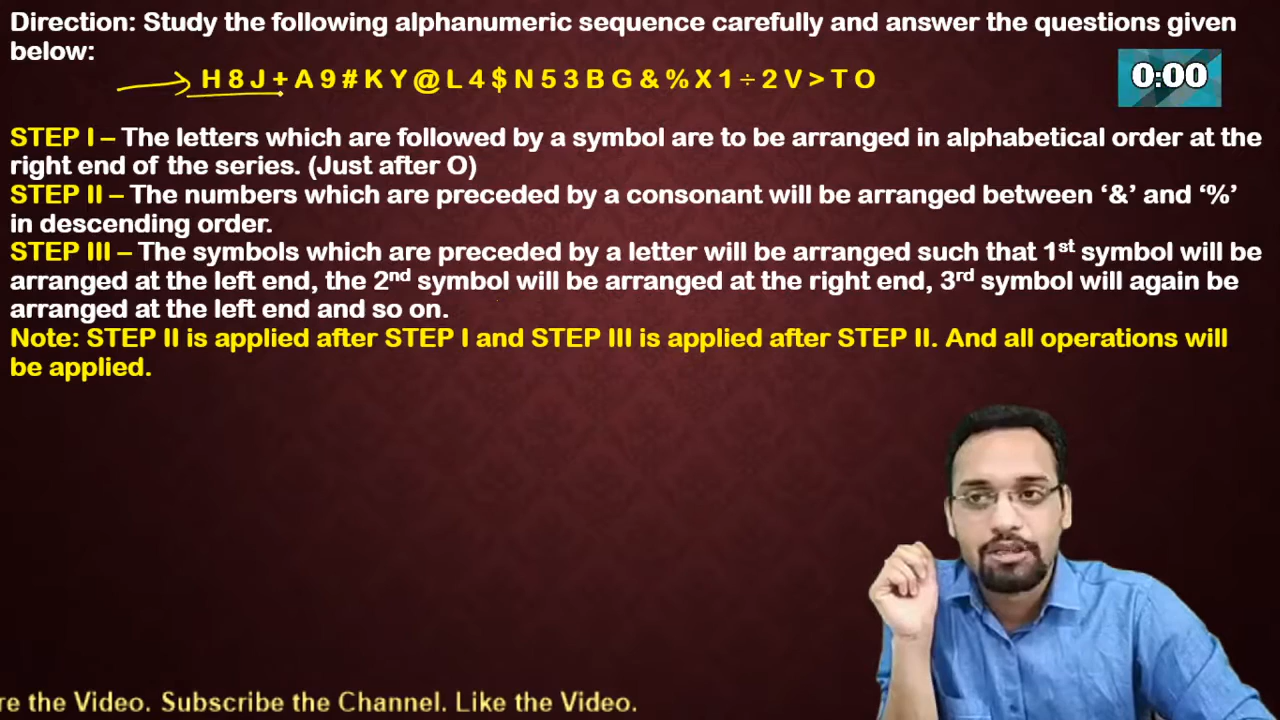 Direction: Study the following alphanumeric sequence carefully and answer the questions given
below:
H 8 J + A 9 # K Y @ L 4 $ N 5 3 B G & % X 1 ÷ 2 V > T O
0:00
STEP I – The letters which are followed by a symbol are to be arranged in alphabetical order at the
right end of the series. (Just after O)
STEP II – The numbers which are preceded by a consonant will be arranged between ‘&’ and ‘%’
in descending order.
STEP III – The symbols which are preceded by a letter will be arranged such that 1st symbol will be
arranged at the left end, the 2nd symbol will be arranged at the right end, 3rd symbol will again be
arranged at the left end and so on.
Note: STEP II is applied after STEP I and STEP III is applied after STEP II. And all operations will
be applied.
re the Video. Subscribe the Channel. Like the Video.